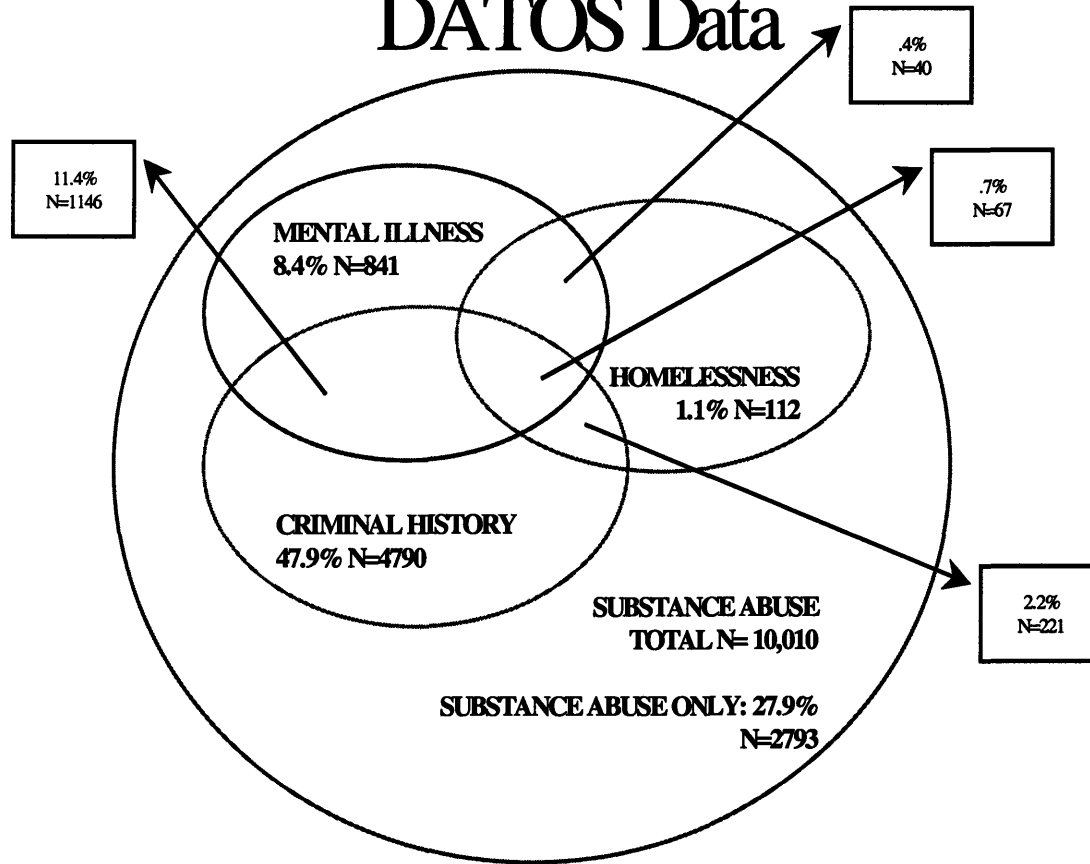 DATOS Data
.4%
N=40
11.4%
N=1146
.7%
N=67
MENTAL ILLNESS
8.4% N=841
HOMELESSNESS
1.1% N=112
CRIMINAL HISTORY
47.9% N=4790
2.2%
N=221
SUBSTANCE ABUSE
TOTAL N= 10,010
SUBSTANCE ABUSE ONLY: 27.9%
N=2793